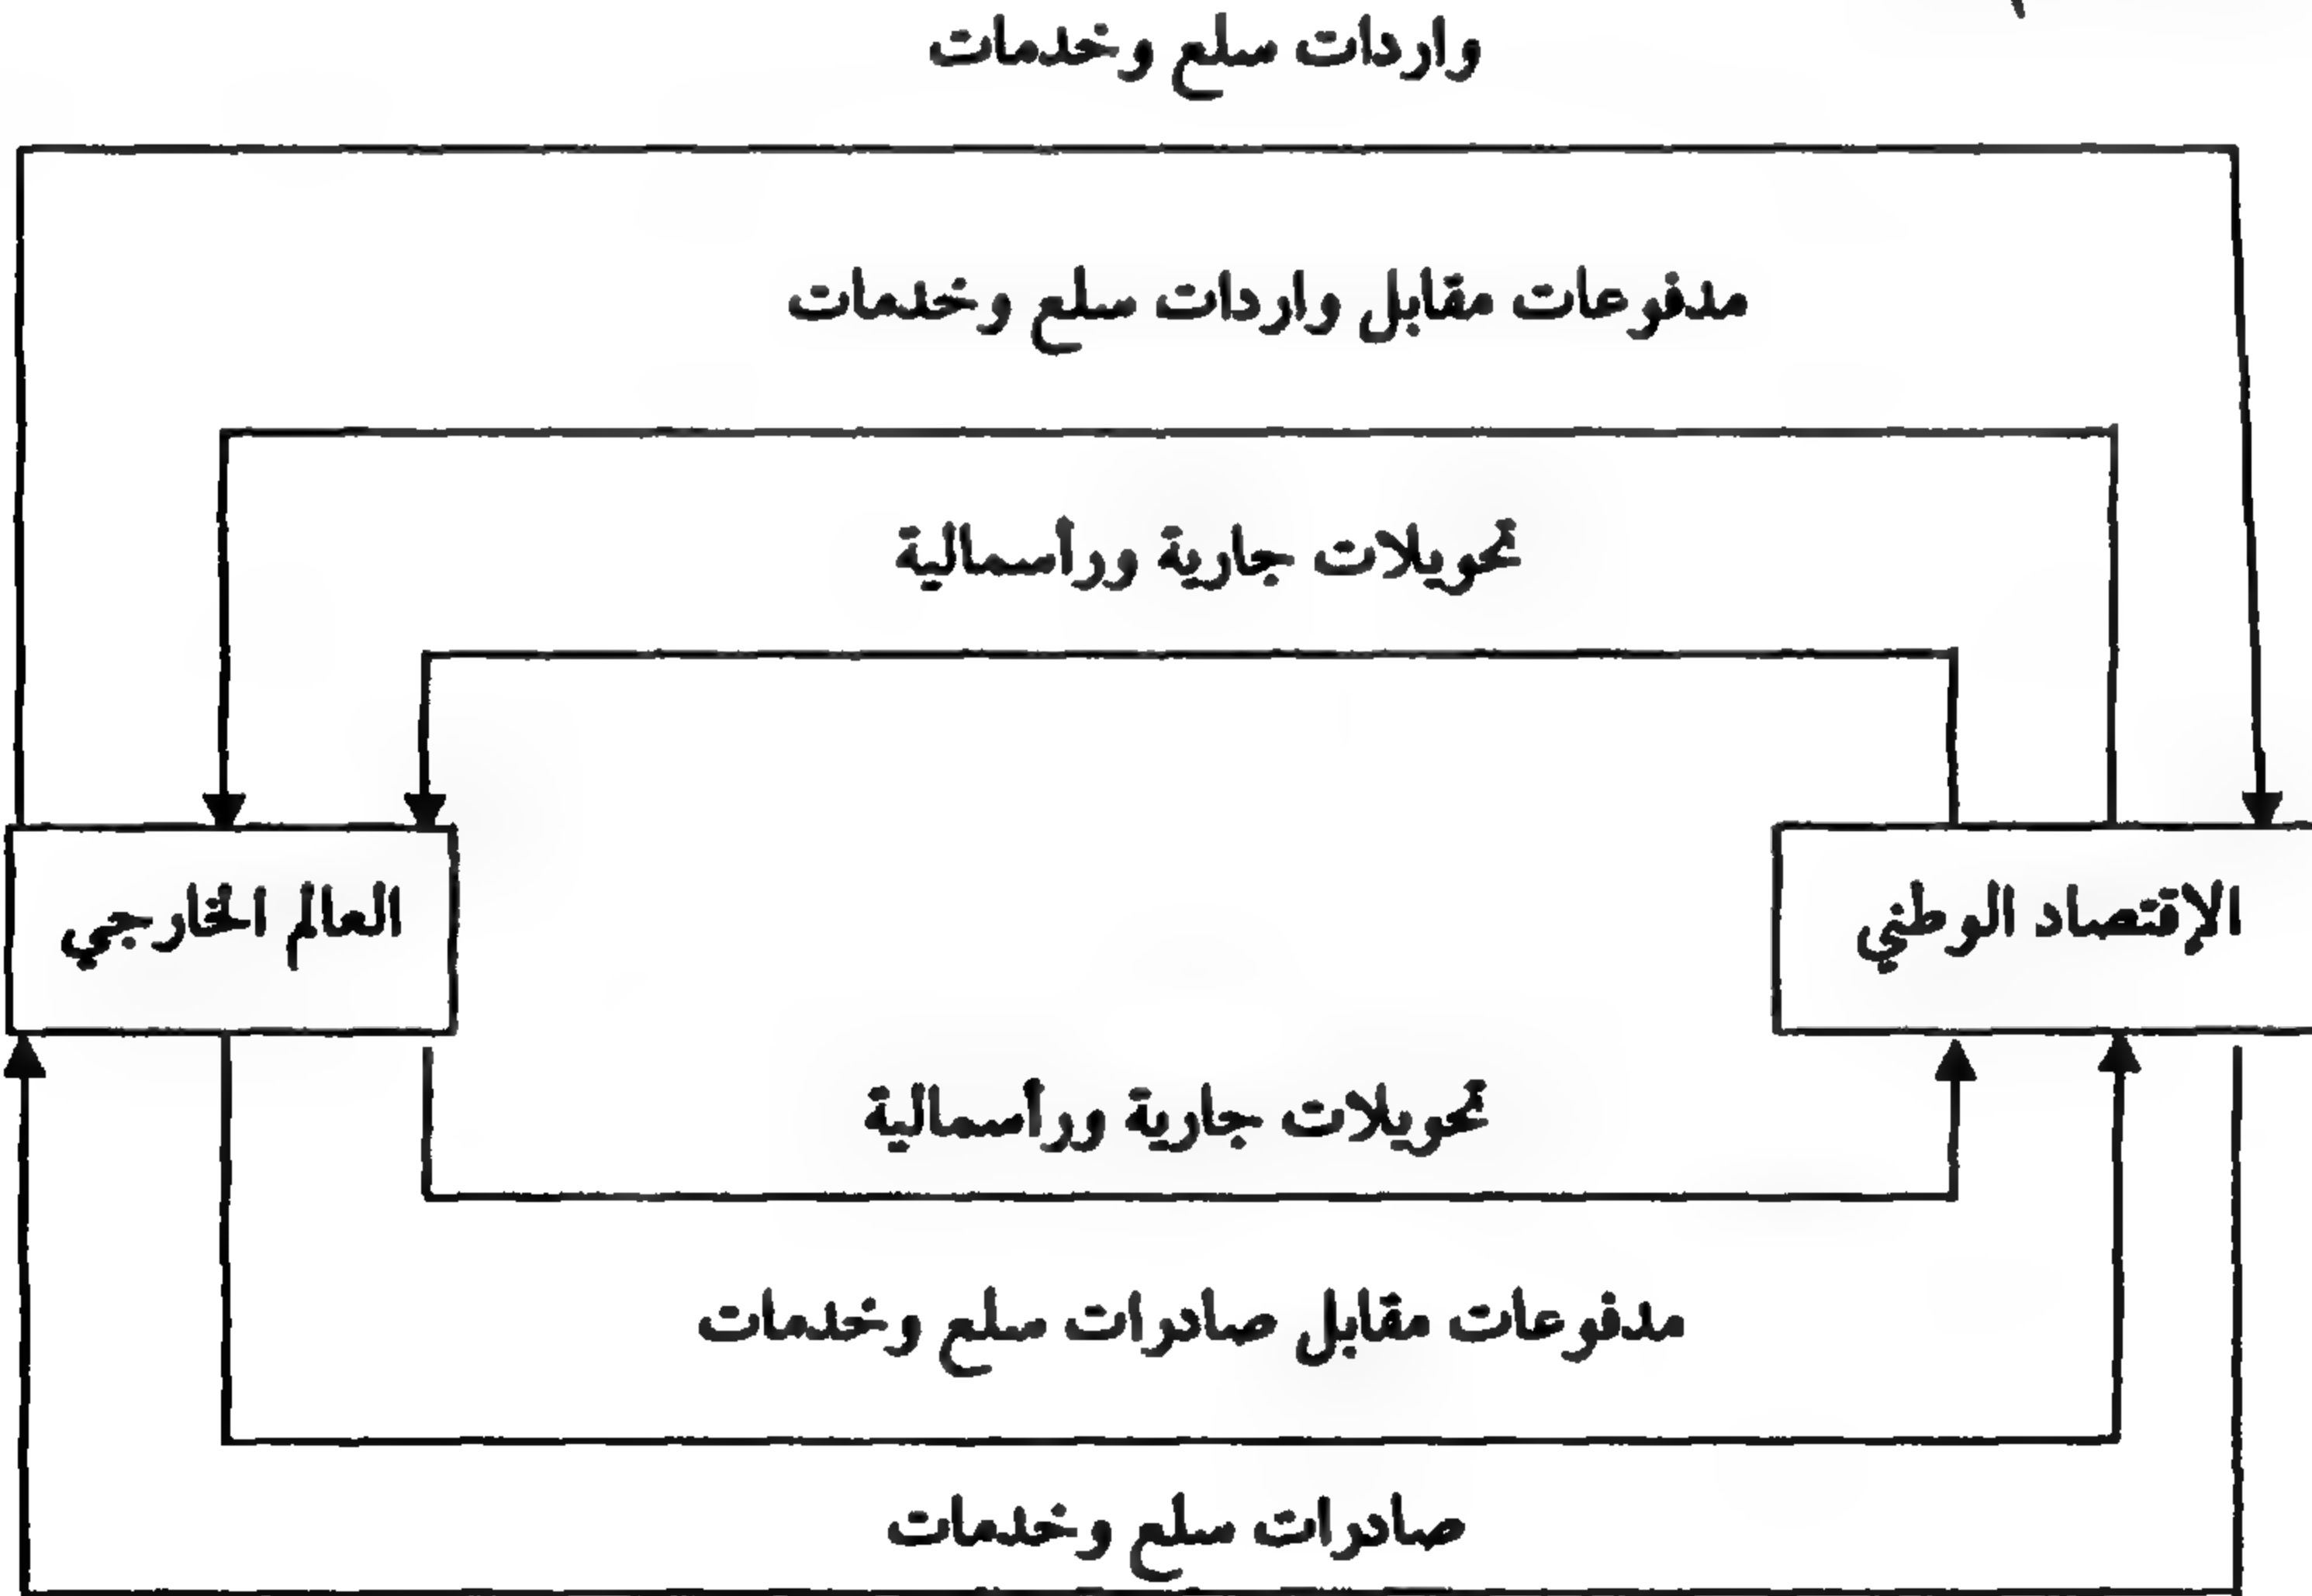 واردات سلع وخدمات
مدفوعات مقابل واردات سلع وخدمات
تحويلات جارية ورأسمالية
الإقتصاد الوطني
العالم الخارجي
تحويلات جارية ورأسمالية
مدفوعات مقابل صادرات سلع وخدمات
صادرات سلع وخدمات